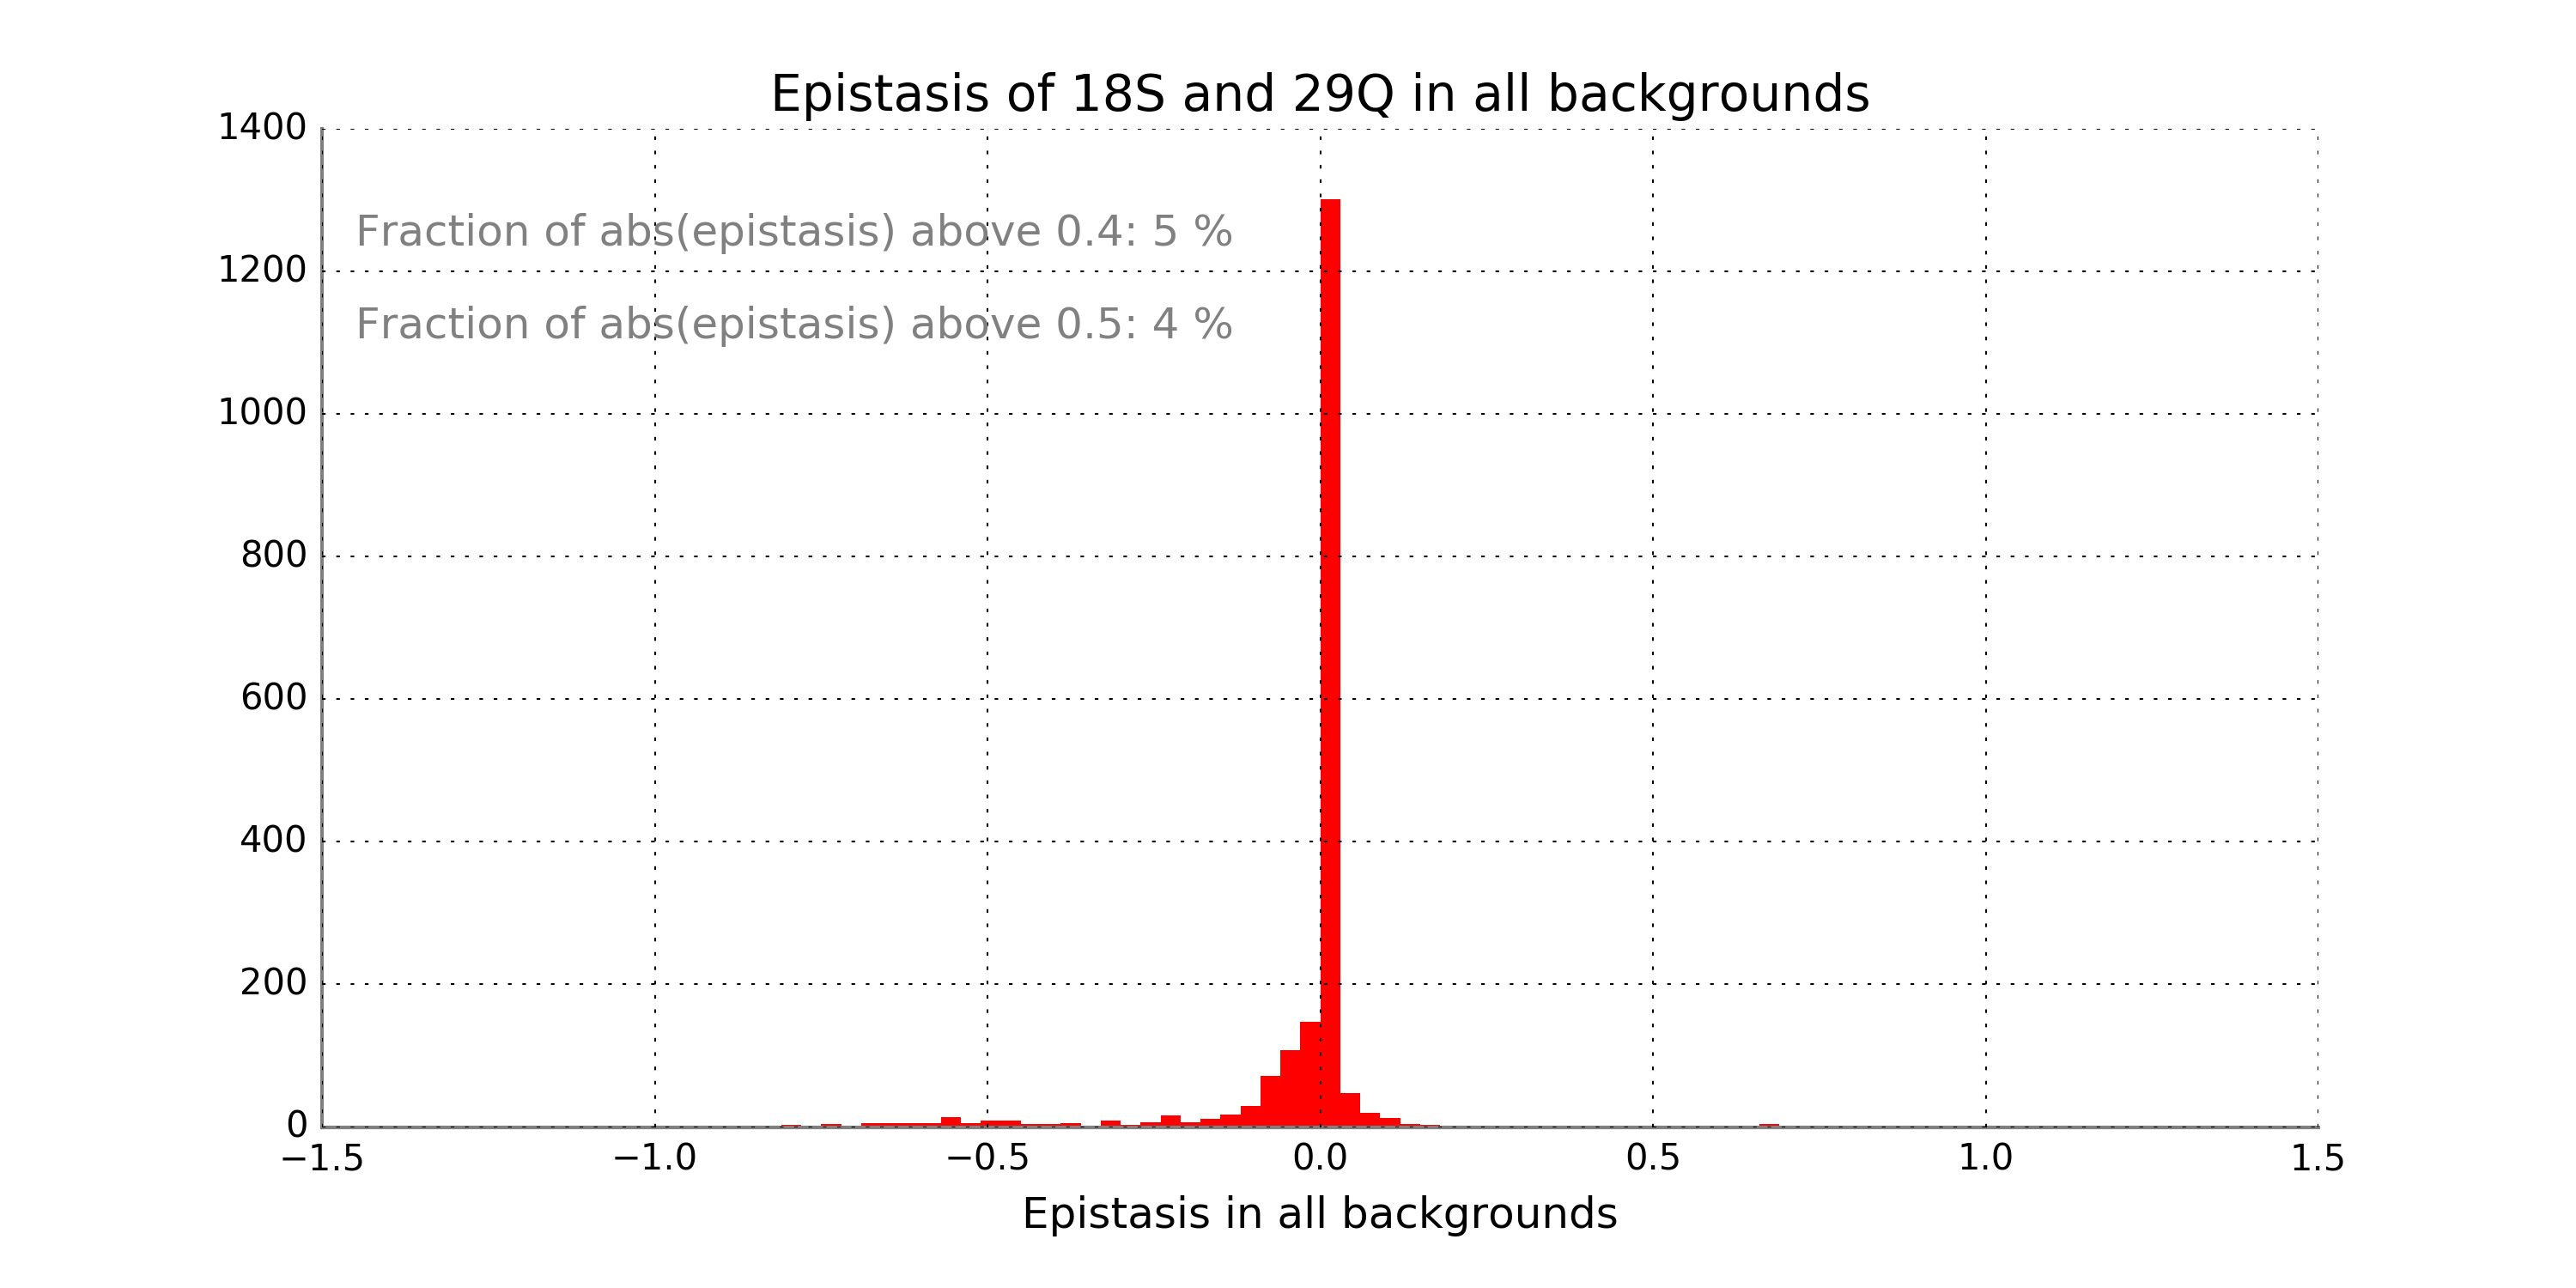 Epistasis of 18S and 29Q in all backgrounds
1400
Fraction of abs(epistasis) above 0.4: 5 %
1200
Fraction of abs(epistasis) above 0.5: 4 %
1000
800
600
400
200
0
−1.5 −1.0 −0.5 0.0 0.5 1.0 1.5
Epistasis in all backgrounds